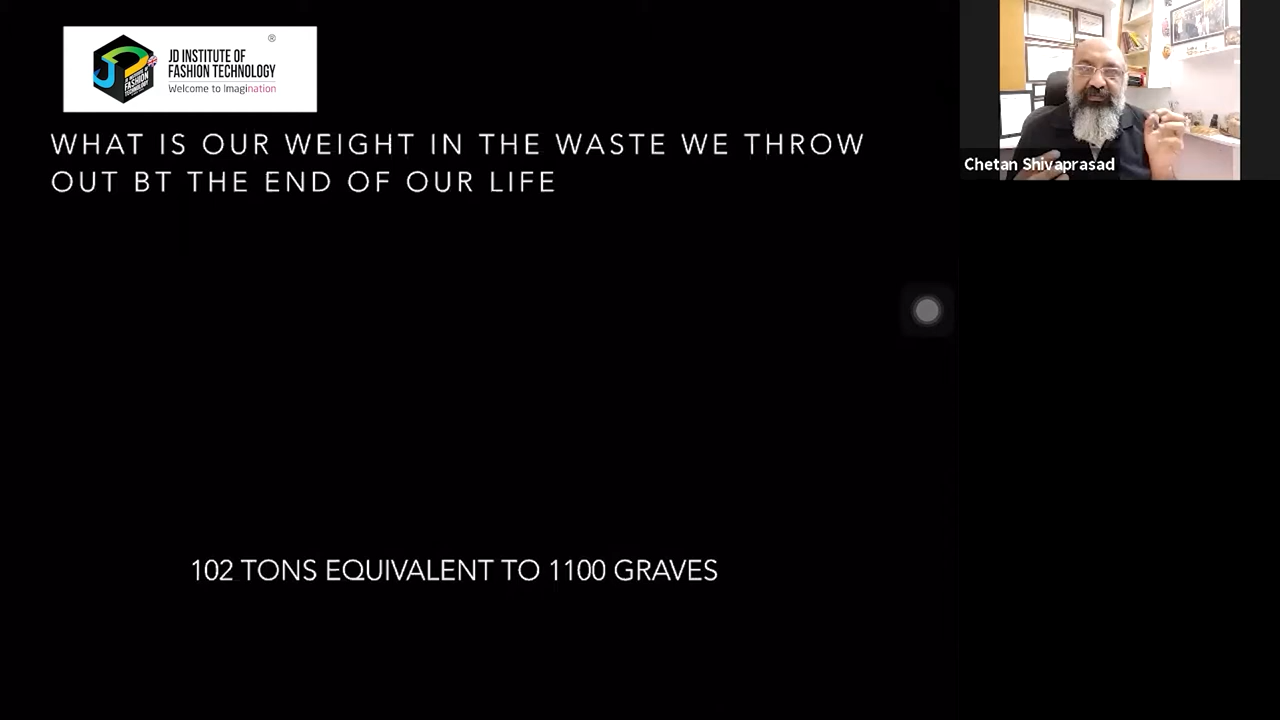 JD INSTITUTE OF
FASHION TECHNOLOGY
®
Welcome to Imagination
WHAT IS OUR WEIGHT IN THE WASTE WE THROW
OUT BT THE END OF OUR LIFE
102 TONS EQUIVALENT TO 1100 GRAVES
Chetan Shivaprasad